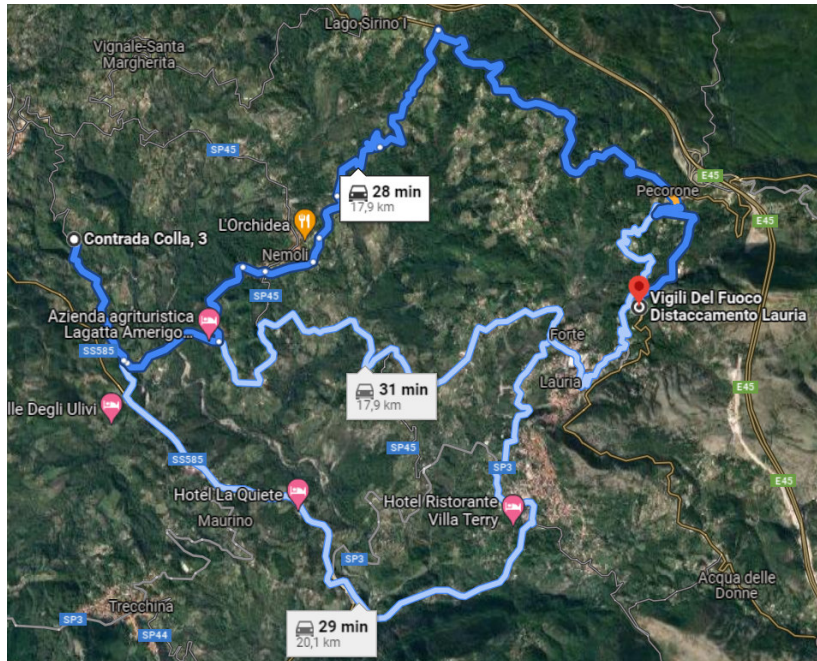 Lago Sirino I
Vignale-Santa
Margherita
SP45
E45
28 min
17,9 km
Pecorone
L'Orchidea
E45
Contrada Colla, 3
Nemoli
SP45
Vigili Del Fuoco
Distaccamento Lauria
Azienda agrituristica
Lagatta Amerigo...
Forte
SS585
31 min
17,9 km
Lauria
E45
lle Degli Ulivi
SP45
SS585
SP3
E45
Hotel La Quiete
Hotel Ristorante
Villa Terry
Maurino
SP3
Acqua delle
Donne
Trecchina
SP3
SP44
29 min
20,1 km